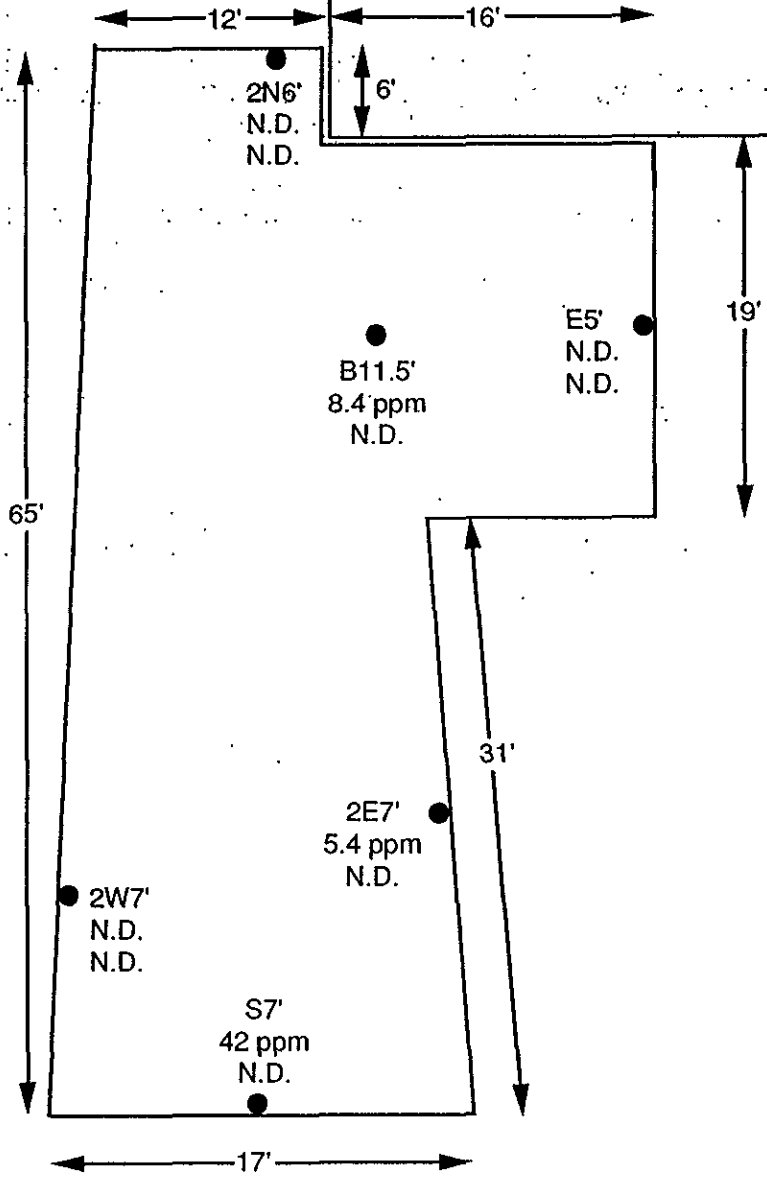 12'
16'
6'
2N6'
N.D.
N.D.
19'
E5'
N.D.
N.D.
B11.5'
8.4 ppm
N.D.
65'
31'
2E7'
5.4 ppm
N.D.
2W7'
N.D.
N.D.
S7'
42 ppm
N.D.
17'